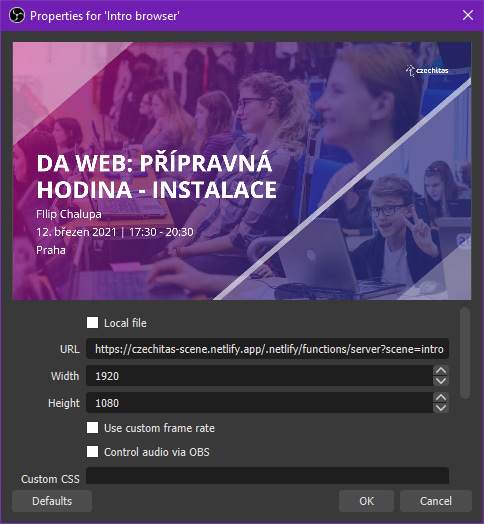 Properties for 'Intro browser'
czechitas
DA WEB: PŘÍPRAVNÁ
HODINA - INSTALACE
Filip Chalupa
12. březen 2021 | 17:30 - 20:30
Praha
Local file
URL https://czechitas-scene.netlify.app/.netlify/functions/server?scene=intro
Width 1920
Height 1080
Use custom frame rate
Control audio via OBS
Custom CSS
Defaults OK Cancel